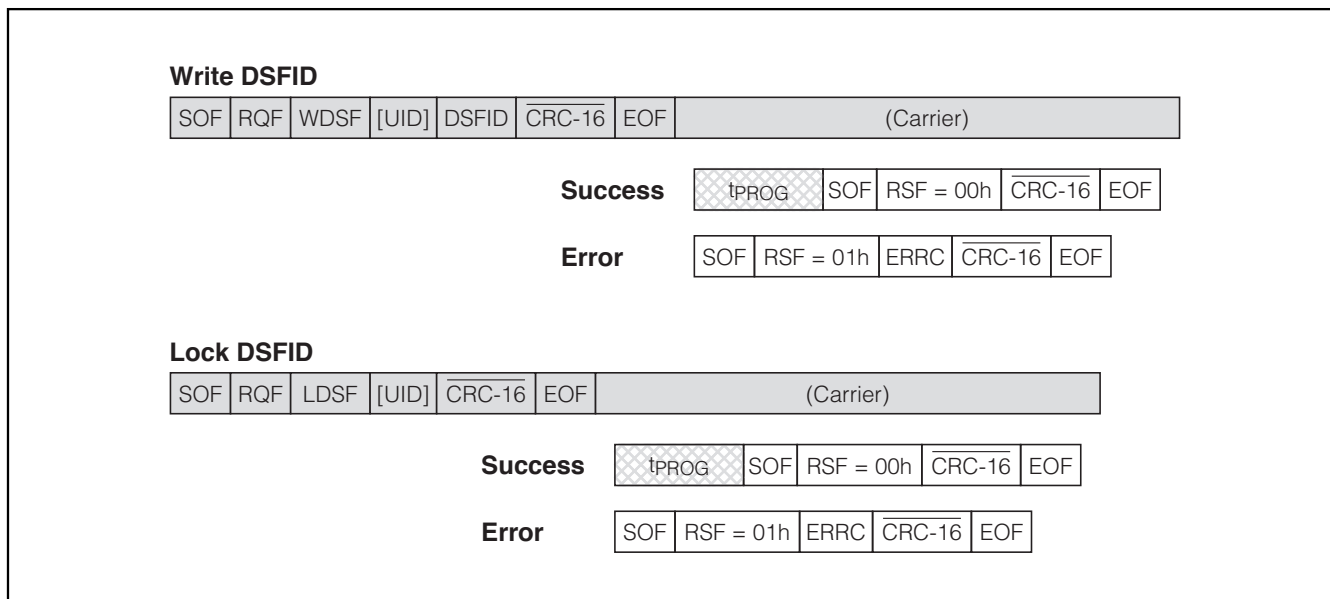 Write DSFID
SOF RQF WDSF [UID] DSFID CRC-16 EOF (Carrier)
Success tPROG SOF RSF = 00h CRC-16 EOF
Error SOF RSF = 01h ERRC CRC-16 EOF
Lock DSFID
SOF RQF LDSF [UID] CRC-16 EOF (Carrier)
Success tPROG SOF RSF = 00h CRC-16 EOF
Error SOF RSF = 01h ERRC CRC-16 EOF